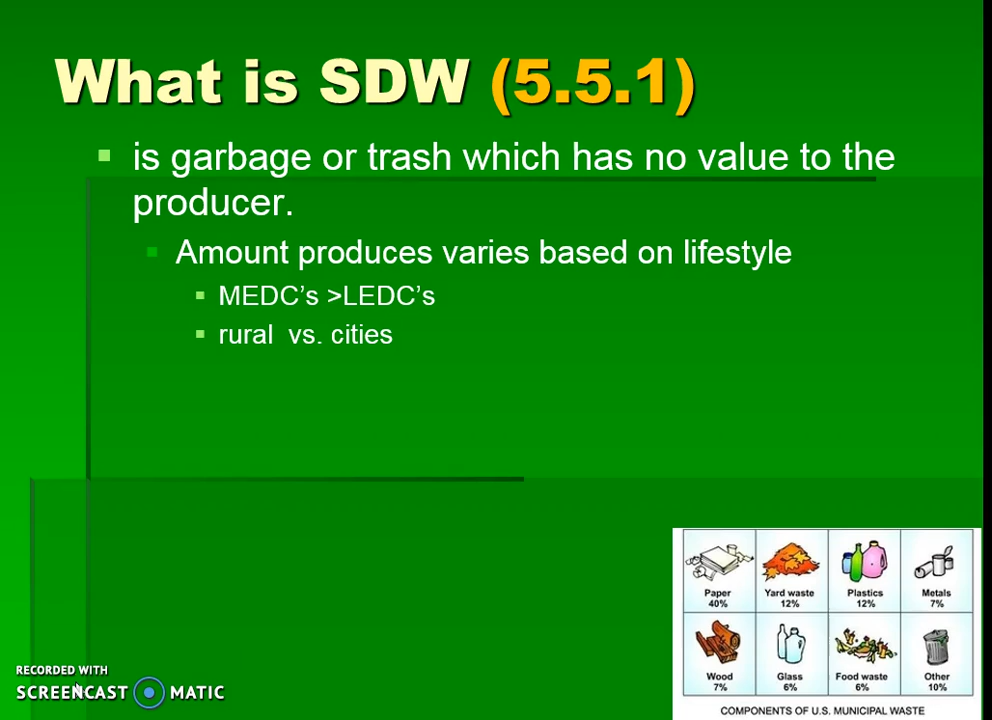 What is SDW (5.5.1)
is garbage or trash which has no value to the
producer.
Amount produces varies based on lifestyle
MEDC's >LEDC's
rural  vs. cities
Paper
40%
Yard waste
12%
Plastics
12%
Metals
7%
Wood
7%
Glass
6%
Food waste
6%
Other
10%
COMPONENTS OF U.S. MUNICIPAL WASTE
RECORDED WITH
SCREENCAST MATIC